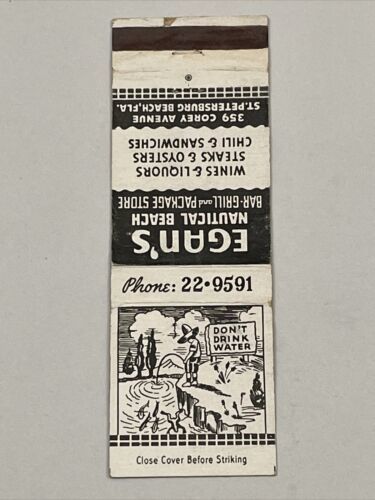 EGAN'S
NAUTICAL BEACH
BAR-GRILL and PACKAGE STORE
WINES & LIQUORS
STEAKS & OYSTERS
CHILI & SANDWICHES
359 COREY AVENUE
ST. PETERSBURG BEACH, FLA.
Phone: 22•9591
DON'T
DRINK
WATER
Close Cover Before Striking